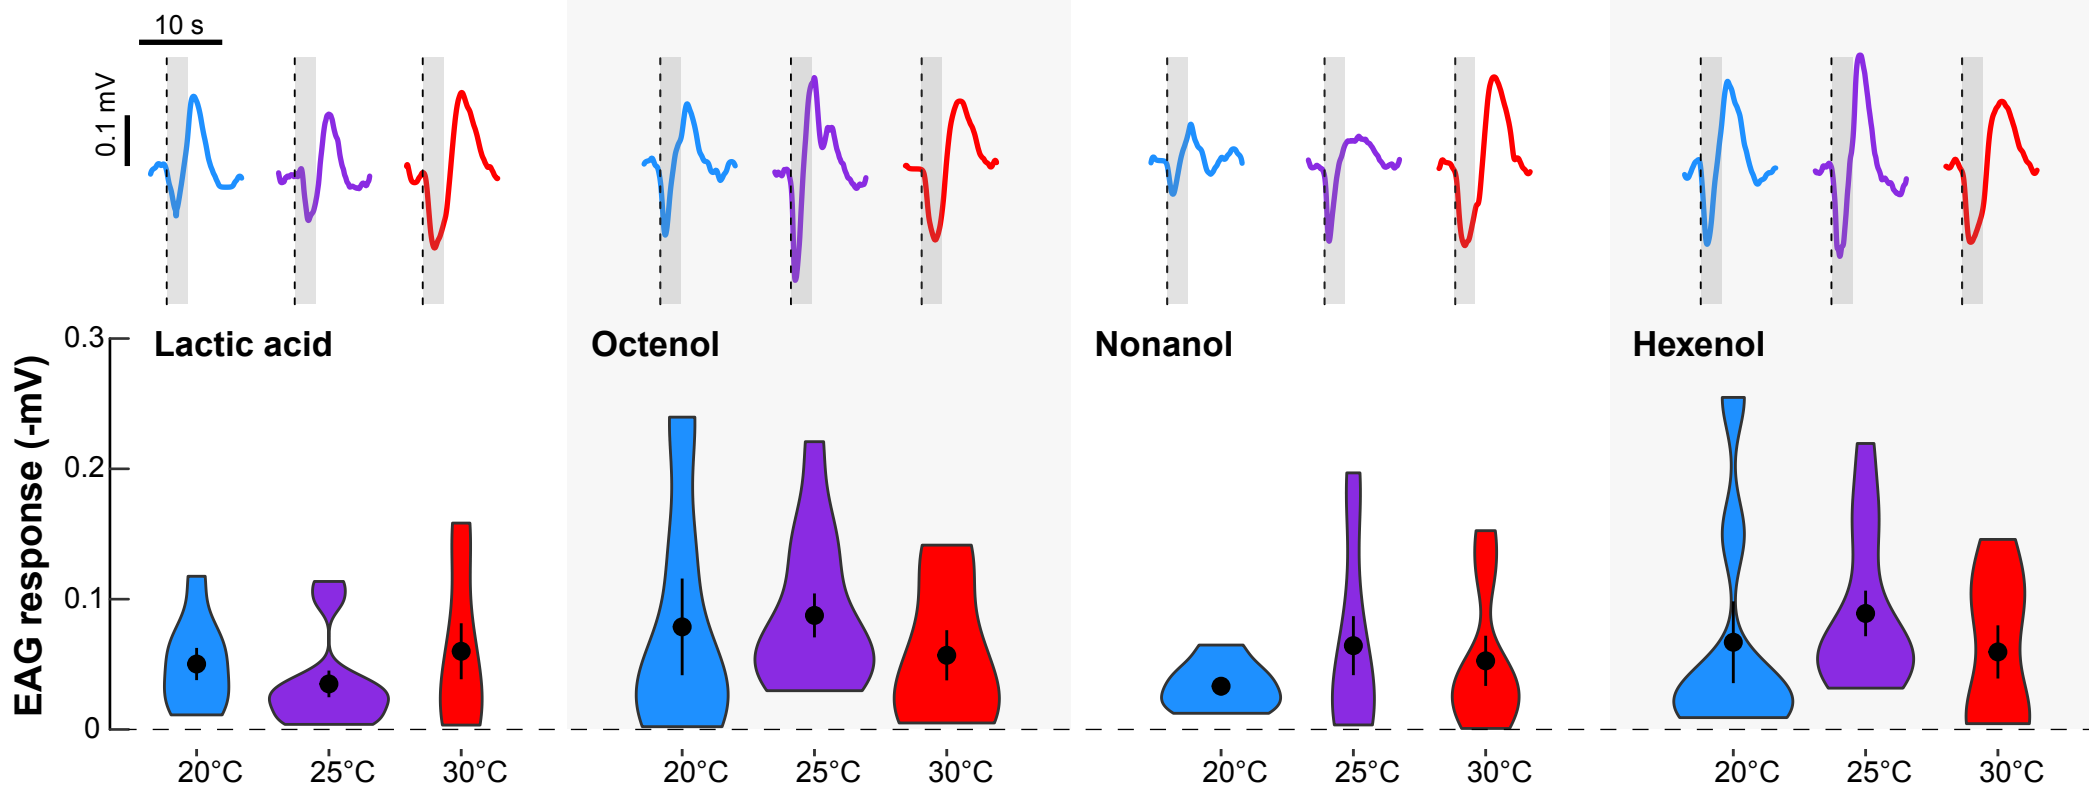 10 s
0.1 mV
Lactic acid
Octenol
Nonanol
Hexenol
EAG response (-mV)
0.3
0.2
0.1
0
20°C 25°C 30°C 20°C 25°C 30°C 20°C 25°C 30°C 20°C 25°C 30°C